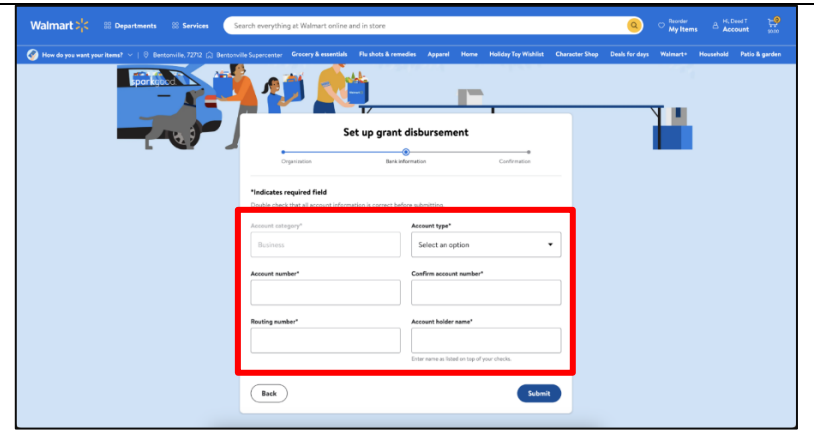 Walmart Departments Services Search everything at Walmart online and in store Reorder My Items Hi, David T Account $0.00
How do you want your items? Bentonville, 72712 Bentonville Supercenter Grocery & essentials Flu shots & remedies Apparel Home Holiday Toy Wishlist Character Shop Deals for days Walmart+ Household Patio & garden
sparkgood
Set up grant disbursement
Organization Bank information Confirmation
*Indicates required field
Double check that all account information is correct before submitting.
Account category* Account type*
Business Select an option
Account number* Confirm account number*
Routing number* Account holder name*
Enter name as listed on top of your checks.
Back Submit